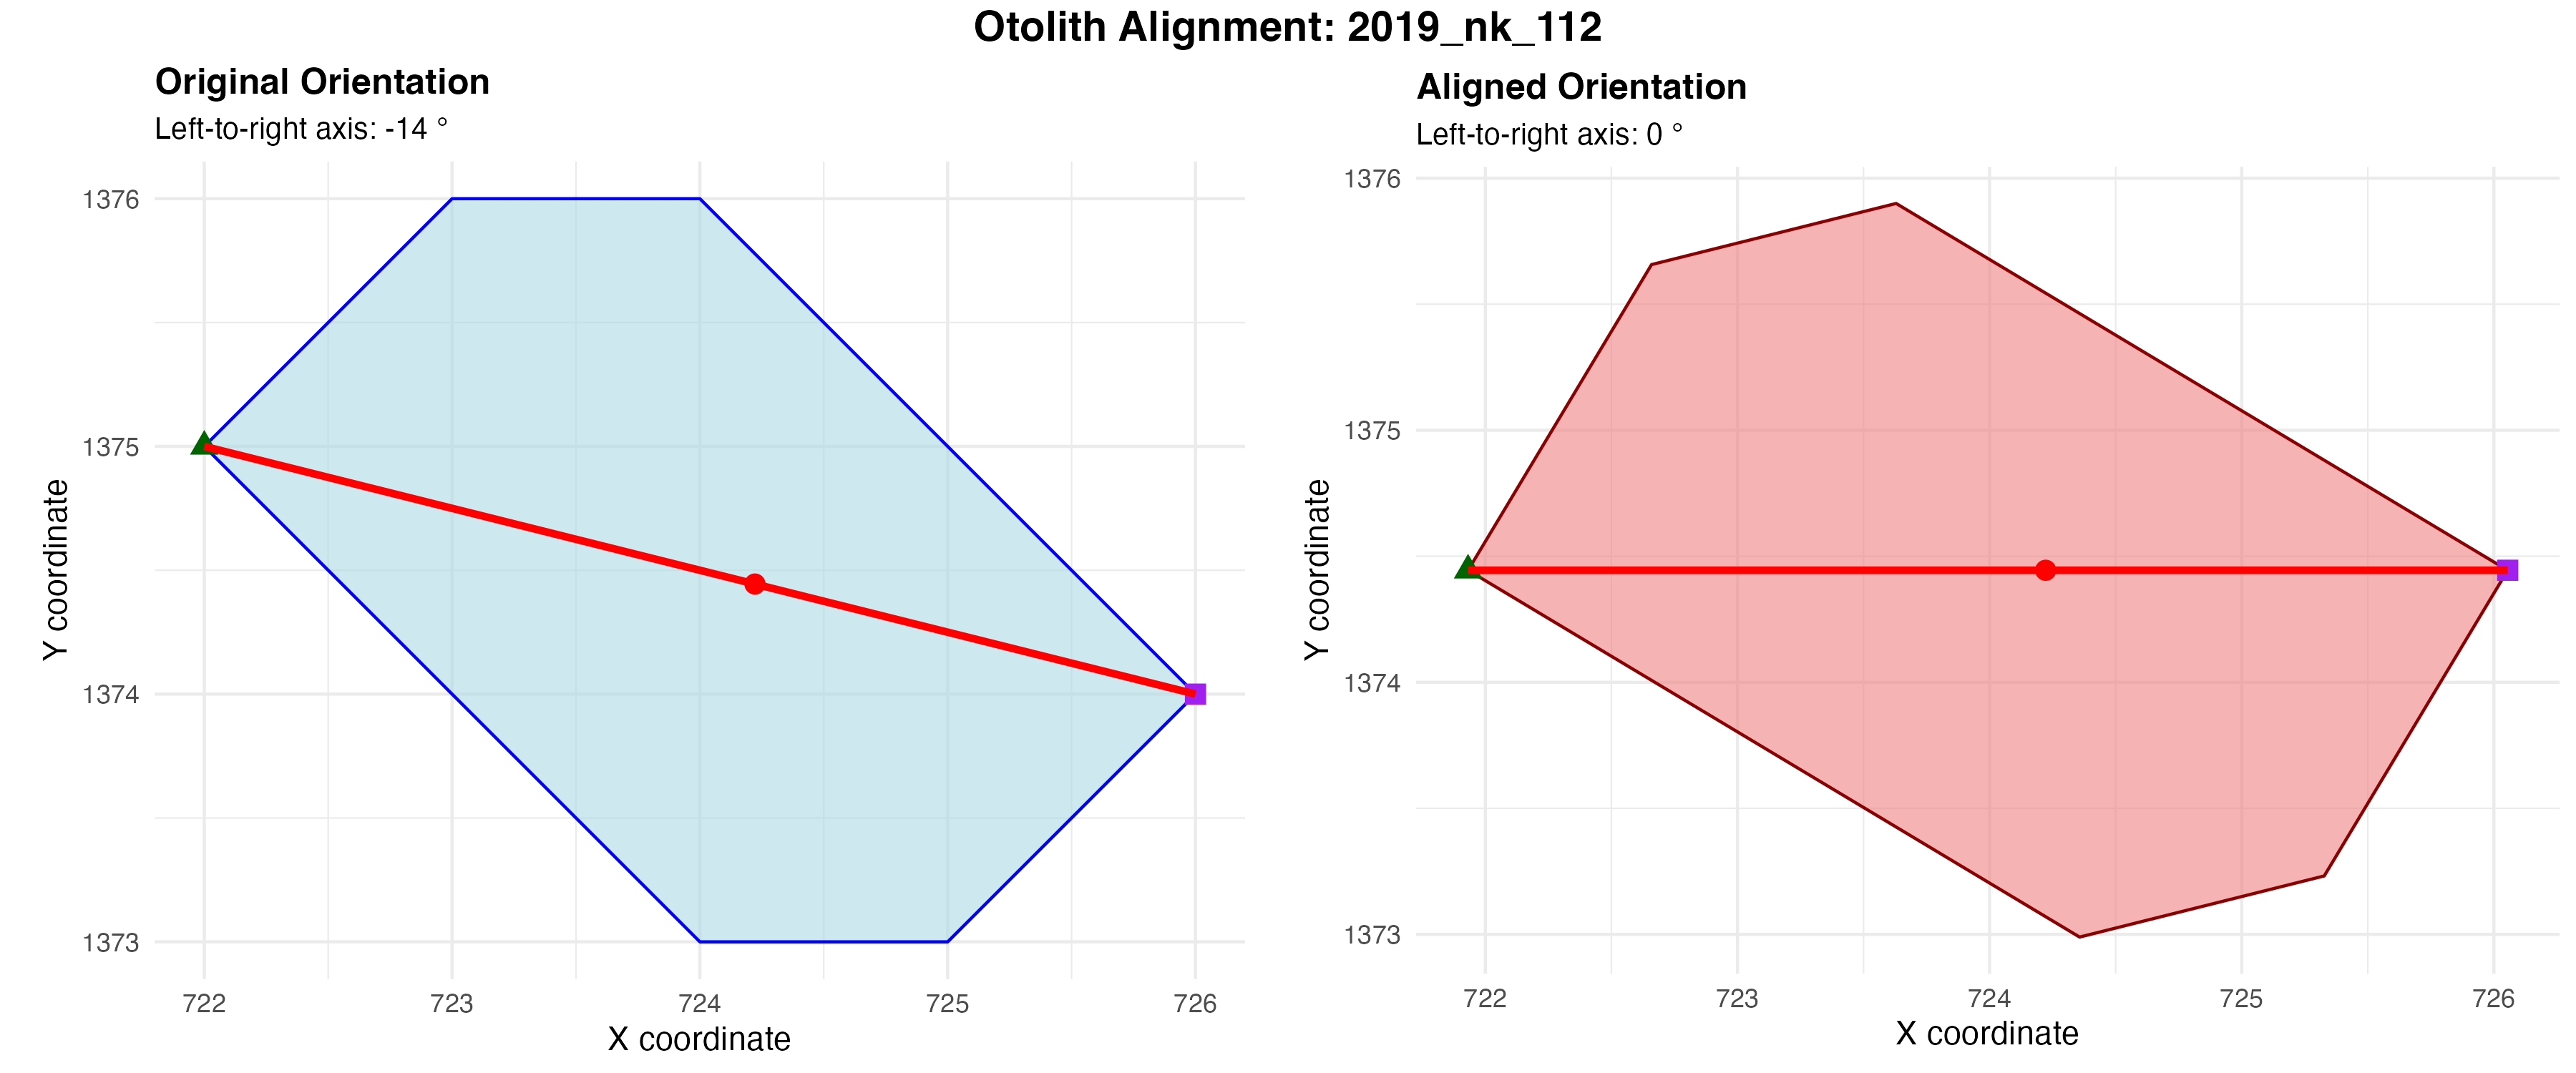 Otolith Alignment: 2019_nk_112
Original Orientation
Left-to-right axis: -14 °
1376
1375
1374
1373
Y coordinate
722 723 724 725 726
X coordinate
Aligned Orientation
Left-to-right axis: 0 °
1376
1375
1374
1373
Y coordinate
722 723 724 725 726
X coordinate